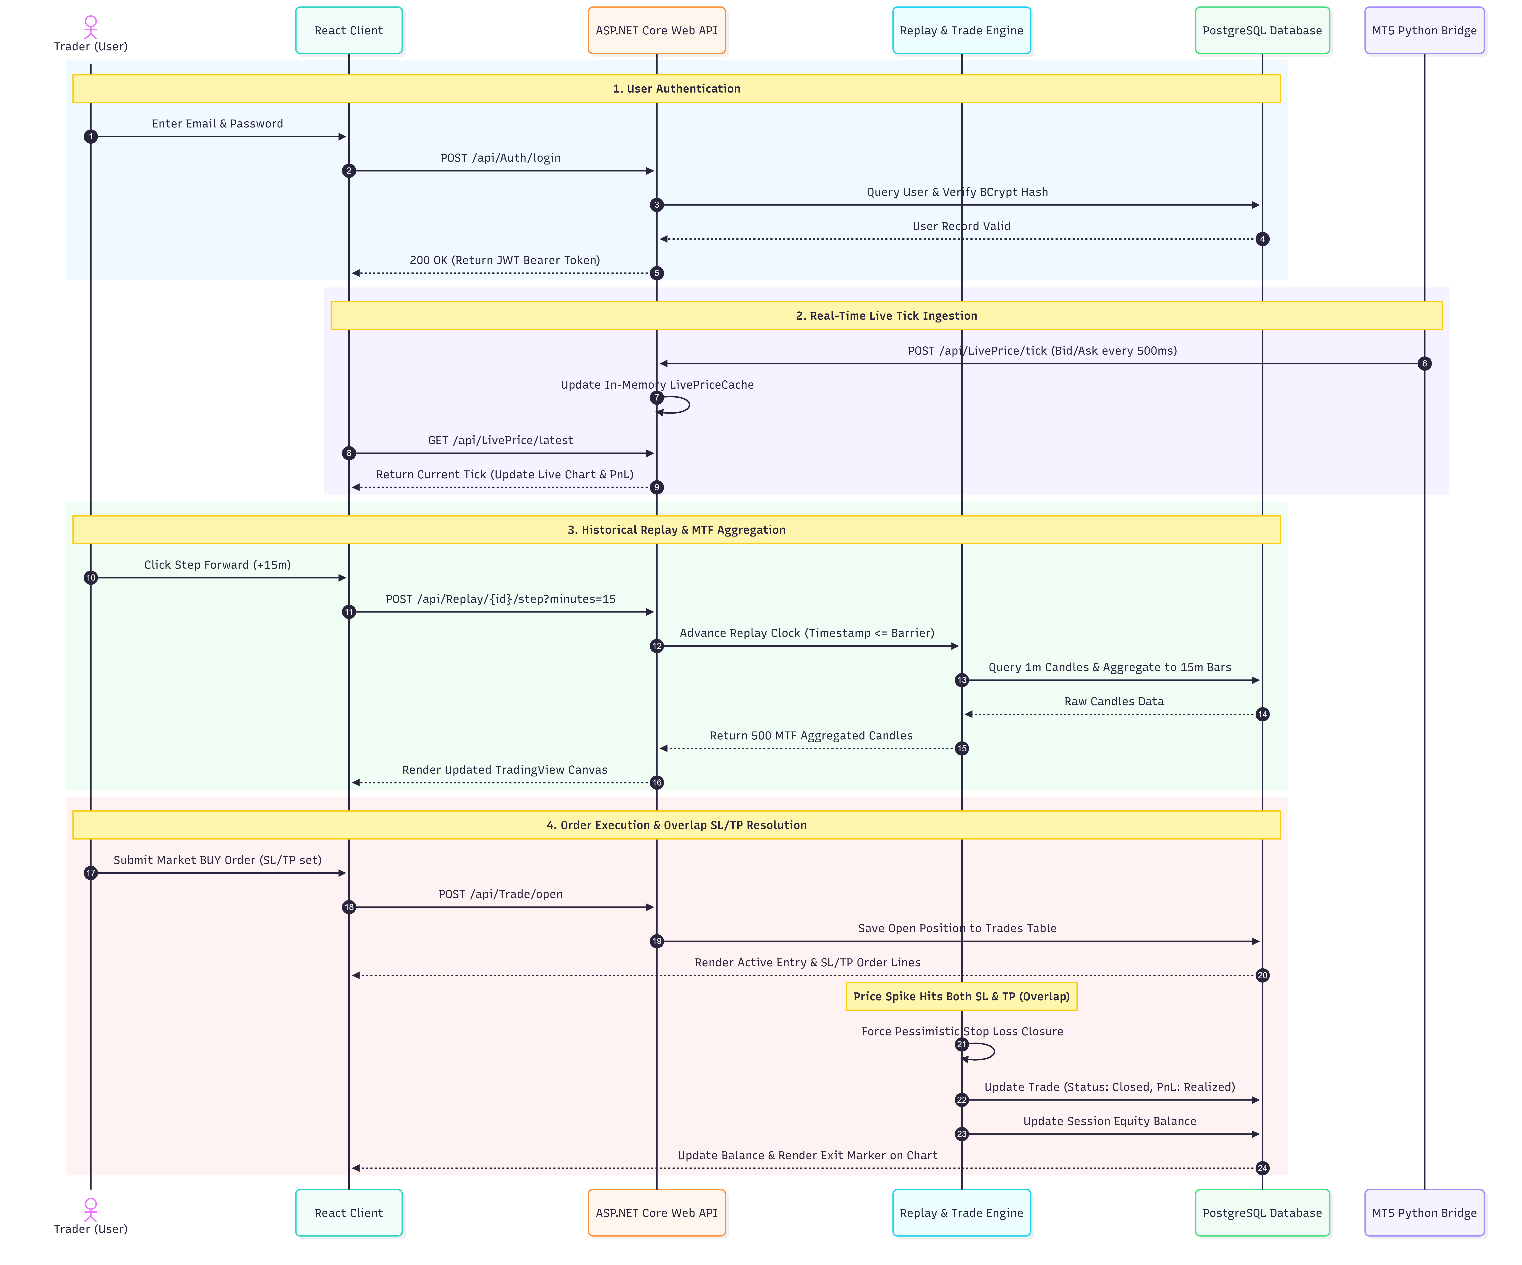 Trader (User)
React Client
ASP.NET Core Web API
Replay & Trade Engine
PostgreSQL Database
MT5 Python Bridge
1. User Authentication
Enter Email & Password
1
POST /api/Auth/login
2
Query User & Verify BCrypt Hash
3
User Record Valid
4
200 OK (Return JWT Bearer Token)
5
2. Real-Time Live Tick Ingestion
POST /api/LivePrice/tick (Bid/Ask every 500ms)
6
Update In-Memory LivePriceCache
7
GET /api/LivePrice/latest
8
Return Current Tick (Update Live Chart & PnL)
9
3. Historical Replay & MTF Aggregation
Click Step Forward (+15m)
10
POST /api/Replay/{id}/step?minutes=15
11
Advance Replay Clock (Timestamp <= Barrier)
12
Query 1m Candles & Aggregate to 15m Bars
13
Raw Candles Data
14
Return 500 MTF Aggregated Candles
15
Render Updated TradingView Canvas
16
4. Order Execution & Overlap SL/TP Resolution
Submit Market BUY Order (SL/TP set)
17
POST /api/Trade/open
18
Save Open Position to Trades Table
19
Render Active Entry & SL/TP Order Lines
20
Price Spike Hits Both SL & TP (Overlap)
Force Pessimistic Stop Loss Closure
21
Update Trade (Status: Closed, PnL: Realized)
22
Update Session Equity Balance
23
Update Balance & Render Exit Marker on Chart
24
Trader (User)
React Client
ASP.NET Core Web API
Replay & Trade Engine
PostgreSQL Database
MT5 Python Bridge